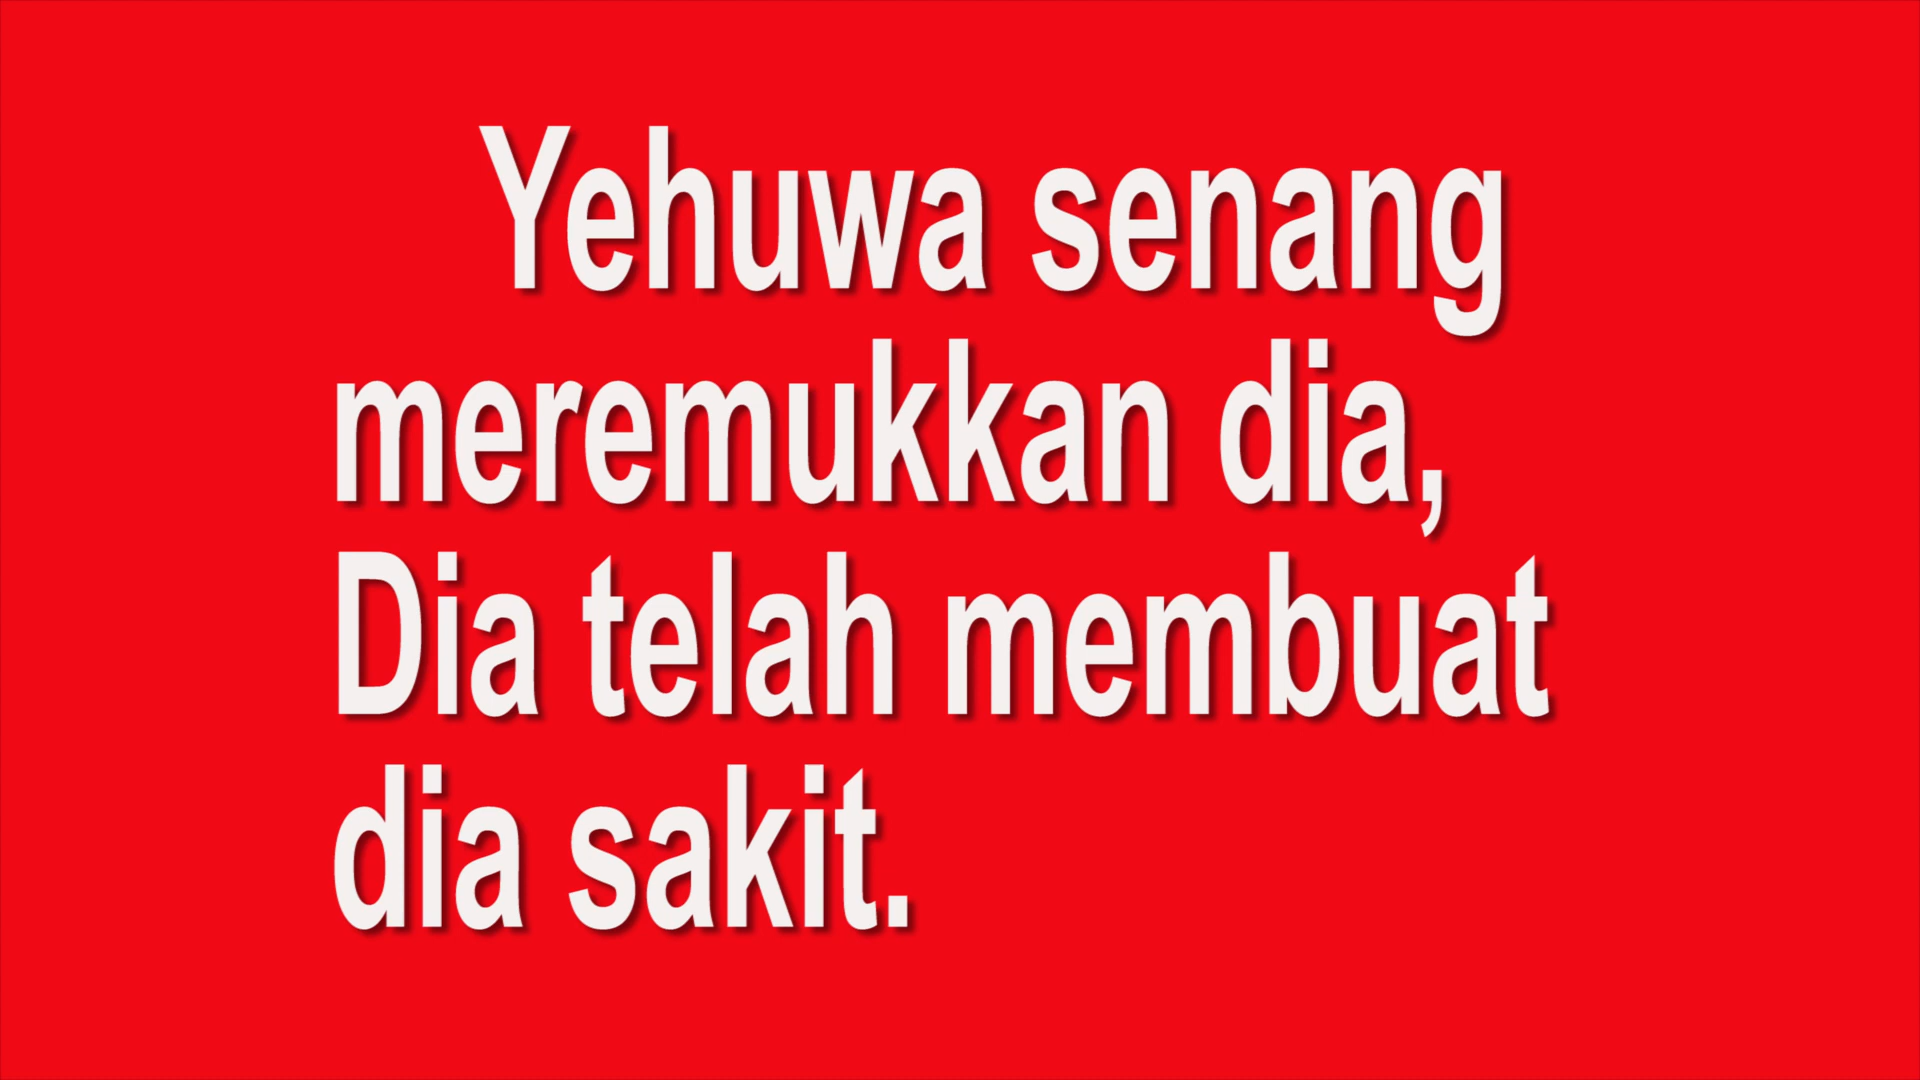 Yehuwa senang
meremukkan dia,
Dia telah membuat
dia sakit.